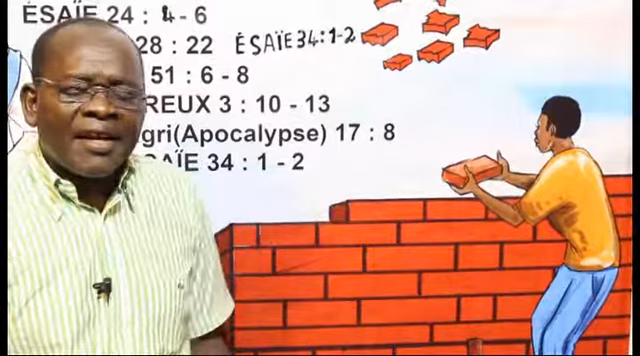 ÉSAÏE 24 : 4-6
28 : 22 ÉSAÏE 34:1-2
51 : 6 - 8
REUX 3 : 10 - 13
gri(Apocalypse) 17 : 8
SAÏE 34 : 1 - 2